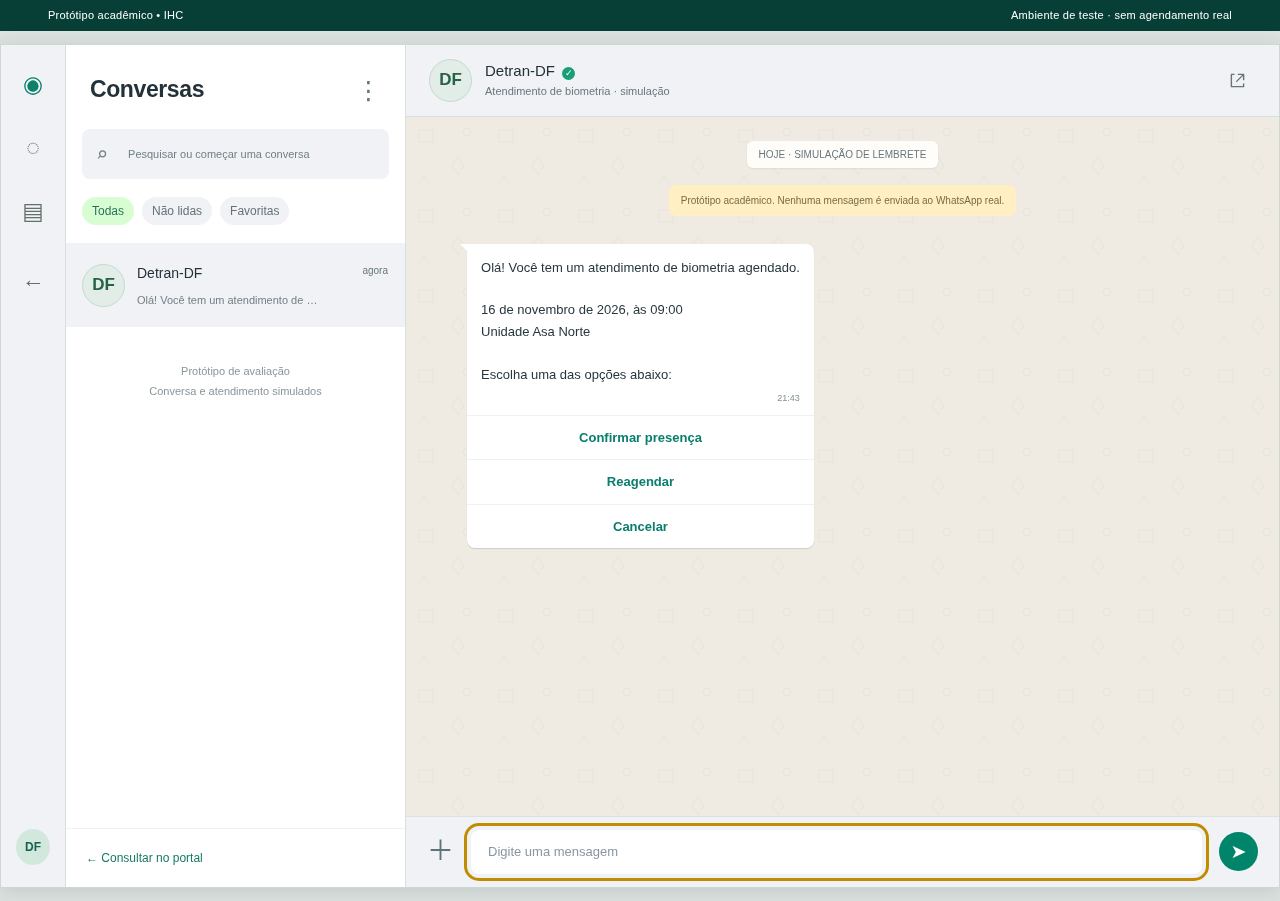 Protótipo acadêmico • IHC
Ambiente de teste · sem agendamento real
Conversas
Pesquisar ou começar uma conversa
Todas
Não lidas
Favoritas
DF
Detran-DF
agora
Olá! Você tem um atendimento de …
Protótipo de avaliação
Conversa e atendimento simulados
DF
← Consultar no portal
DF
Detran-DF
Atendimento de biometria · simulação
HOJE · SIMULAÇÃO DE LEMBRETE
Protótipo acadêmico. Nenhuma mensagem é enviada ao WhatsApp real.
Olá! Você tem um atendimento de biometria agendado.
16 de novembro de 2026, às 09:00
Unidade Asa Norte
Escolha uma das opções abaixo:
21:43
Confirmar presença
Reagendar
Cancelar
Digite uma mensagem